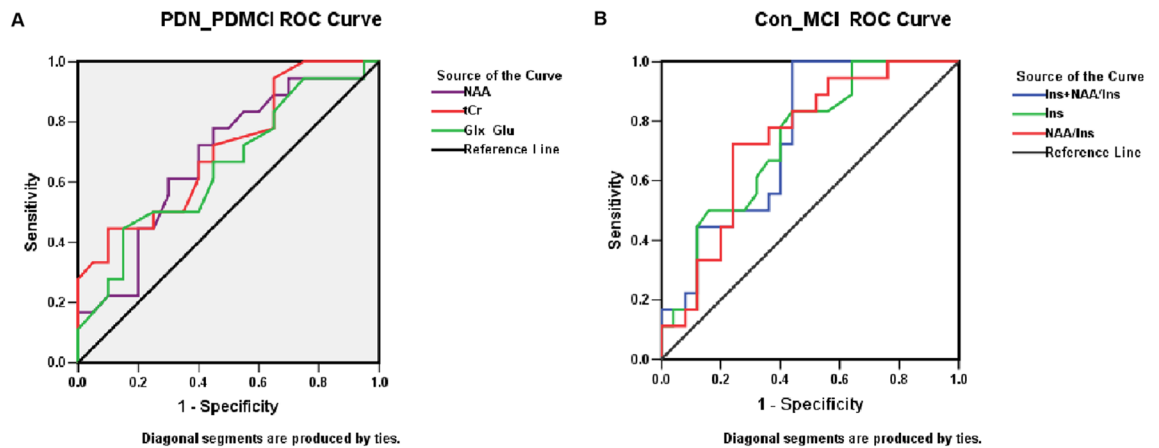 A
PDN_PDMCI ROC Curve
1.0
0.8
0.6
0.4
0.2
0.0
Sensitivity
0.0 0.2 0.4 0.6 0.8 1.0
1 - Specificity
Diagonal segments are produced by ties.
Source of the Curve
NAA
tCr
Glx_Glu
Reference Line
B
Con_MCI ROC Curve
1.0
0.8
0.6
0.4
0.2
0.0
Sensitivity
0.0 0.2 0.4 0.6 0.8 1.0
1 - Specificity
Diagonal segments are produced by ties.
Source of the Curve
Ins+NAA/Ins
Ins
NAA/Ins
Reference Line